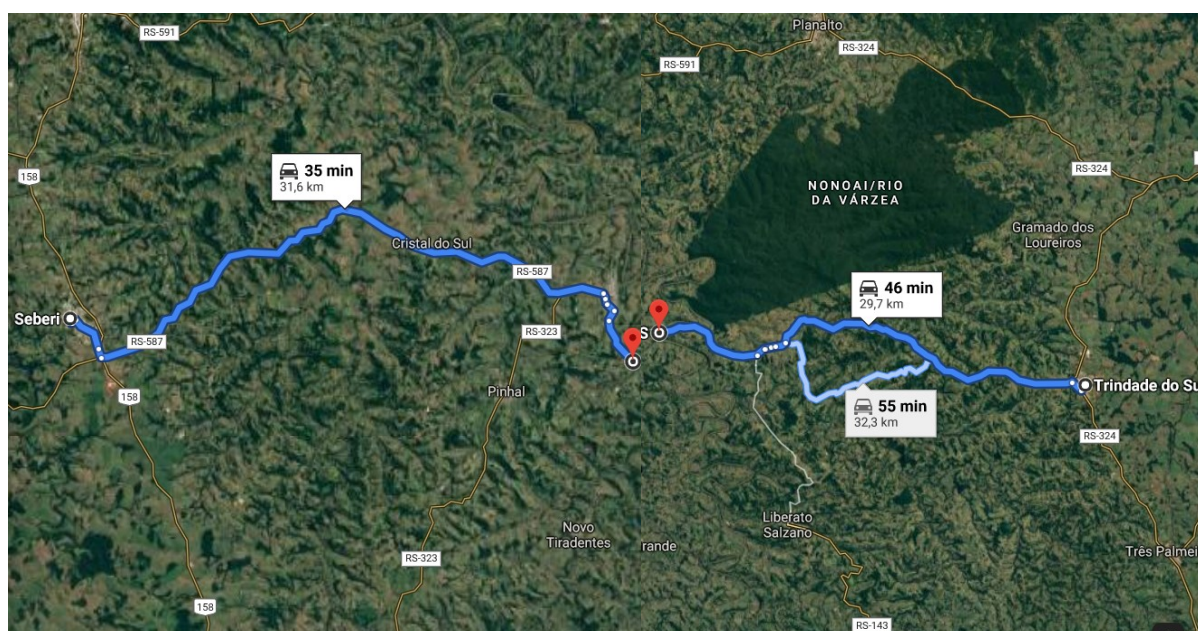 RS-591
Planalto
RS-324
RS-591
158
35 min
31,6 km
RS-324
NONOAI/RIO
DA VÁRZEA
Gramado dos
Loureiros
Cristal do Sul
RS-587
46 min
29,7 km
Seberi
RS-587
RS-323
S
Trindade do Su
158
Pinhal
55 min
32,3 km
RS-324
Novo
Tiradentes
rande
Liberato
Salzano
Três Palmei
RS-323
158
RS-143